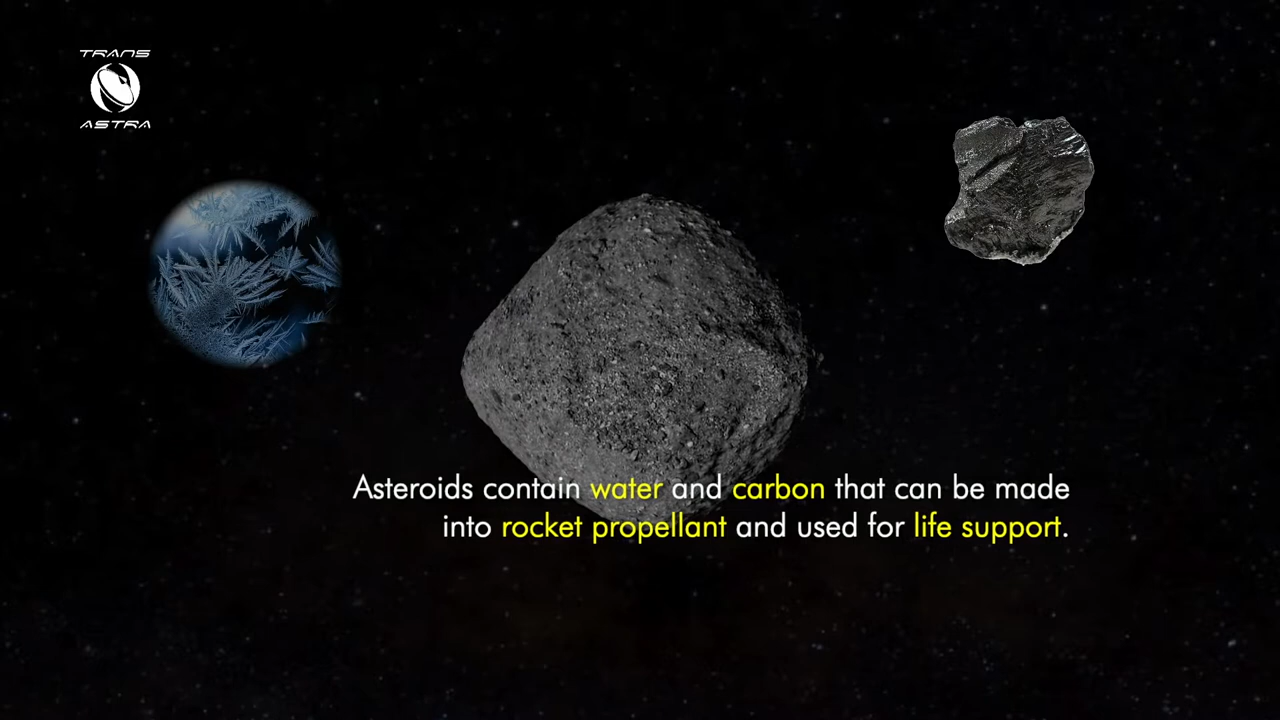 TRANS
ASTRA
Asteroids contain water and carbon that can be made
into rocket propellant and used for life support.